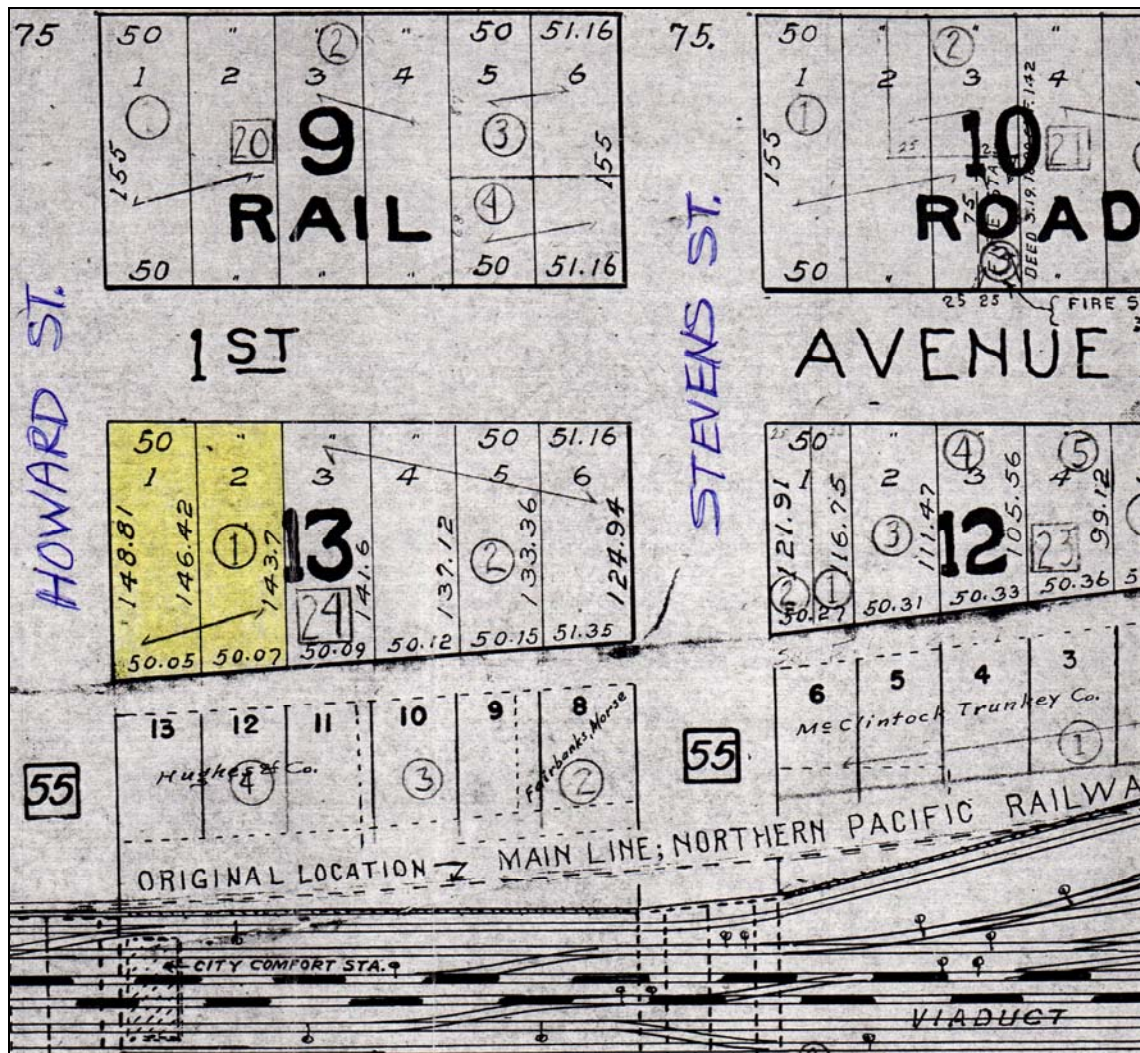 75 50 " " " 50 51.16 75. 50 " " "
2 2
1 2 3 4 5 6 1 2 3 4
1 20 9 3 1 10 21
155 155 155
RAIL 4 ROAD
75
DEED
50 " " " 50 51.16 50 "
25 25 FIRE S
HOWARD ST.
STEVENS ST.
1ST AVENUE
50 " " " 50 51.16 25 50 " " "
1 2 3 4 5 6 1 2 3 4
4 5
148.81 146.42 1 143.7 13 141.6 137.12 2 133.36 124.94 121.91 116.75 3 111.47 12 105.56 23 99.12
24 2 1
50.05 50.07 50.09 50.12 50.15 51.35 50.27 50.31 50.33 50.36
13 12 11 10 9 8 6 5 4 3
Hughes & Co. 4 3 Fairbanks, Morse 2 McClintock Trunkey Co. 1
55 55
ORIGINAL LOCATION MAIN LINE; NORTHERN PACIFIC RAILWA
CITY COMFORT STA.
VIADUCT